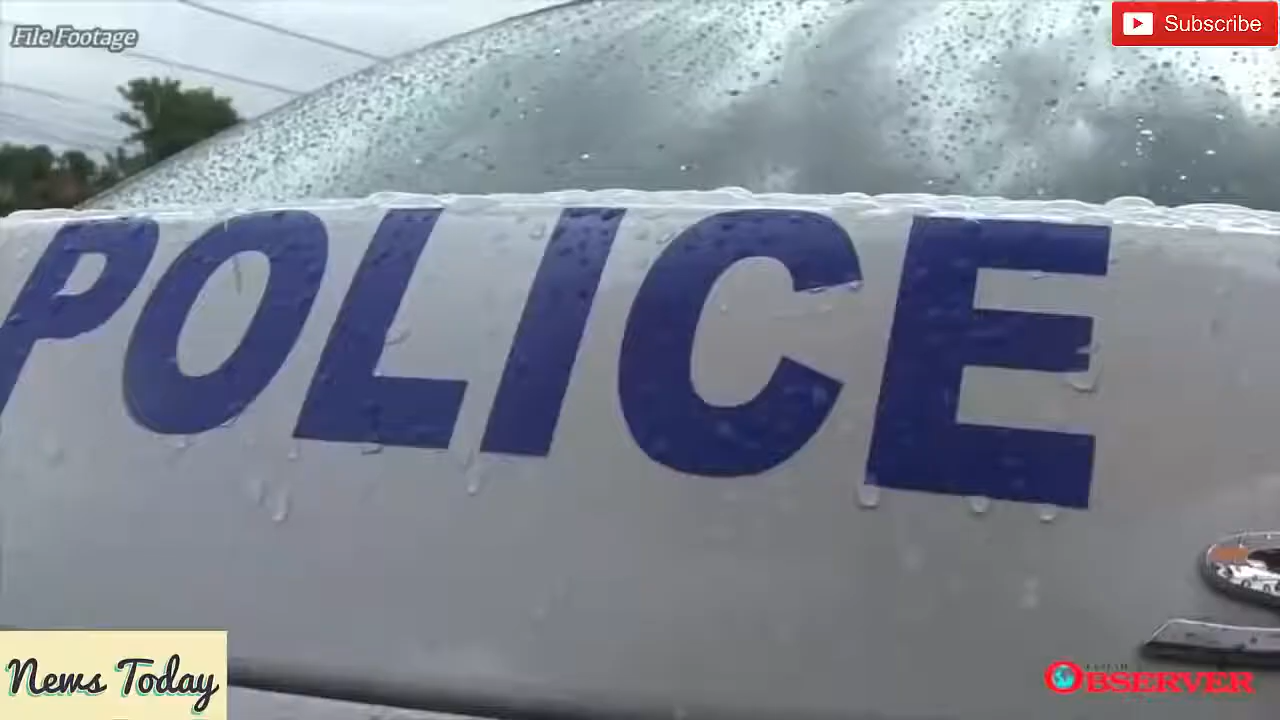 File Footage
Subscribe
POLICE
News Today
OBSERVER